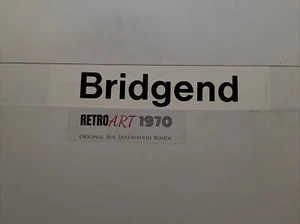 Bridgend
RETROART 1970
ORIGINAL BUS DESTINATION BLINDS